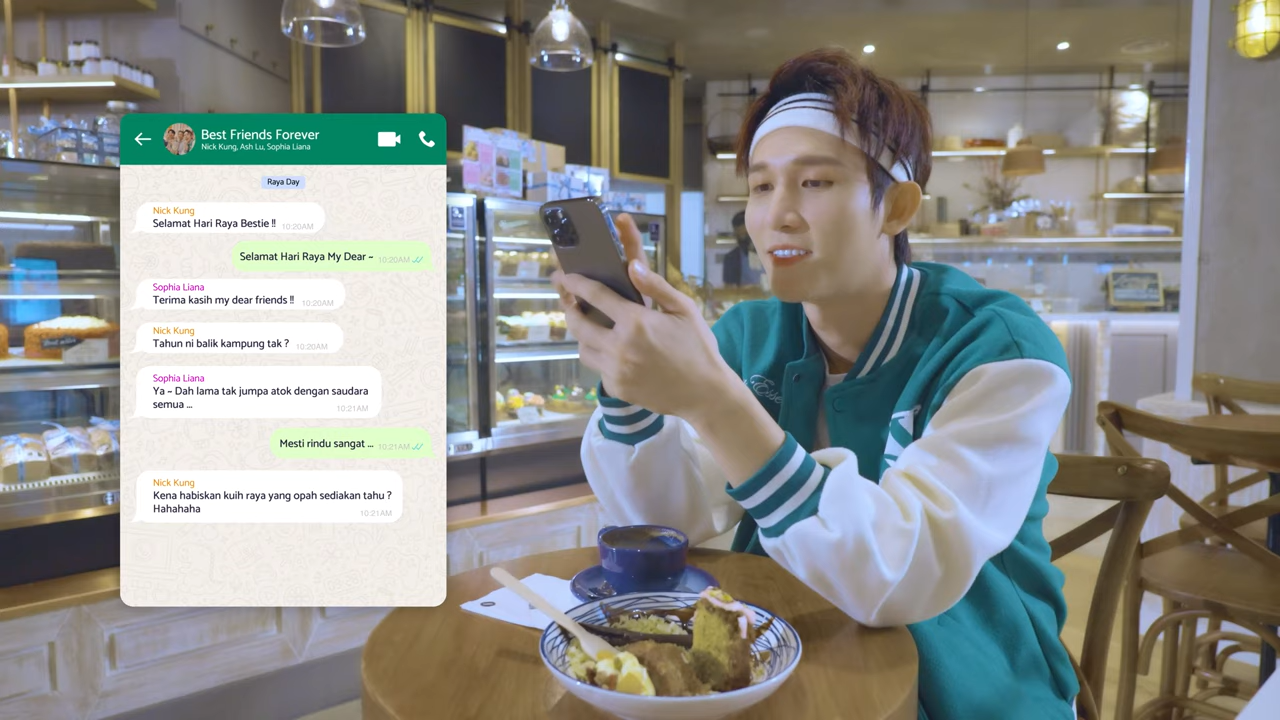 Best Friends Forever
Nick Kung, Ash Lu, Sophia Liana
Raya Day
Nick Kung
Selamat Hari Raya Bestie !!
10:20AM
Selamat Hari Raya My Dear ~
10:20AM
Sophia Liana
Terima kasih my dear friends !!
10:20AM
Nick Kung
Tahun ni balik kampung tak ?
10:20AM
Sophia Liana
Ya ~ Dah lama tak jumpa atok dengan saudara
semua ...
10:21AM
Mesti rindu sangat ...
10:21AM
Nick Kung
Kena habiskan kuih raya yang opah sediakan tahu ?
Hahahaha
10:21AM